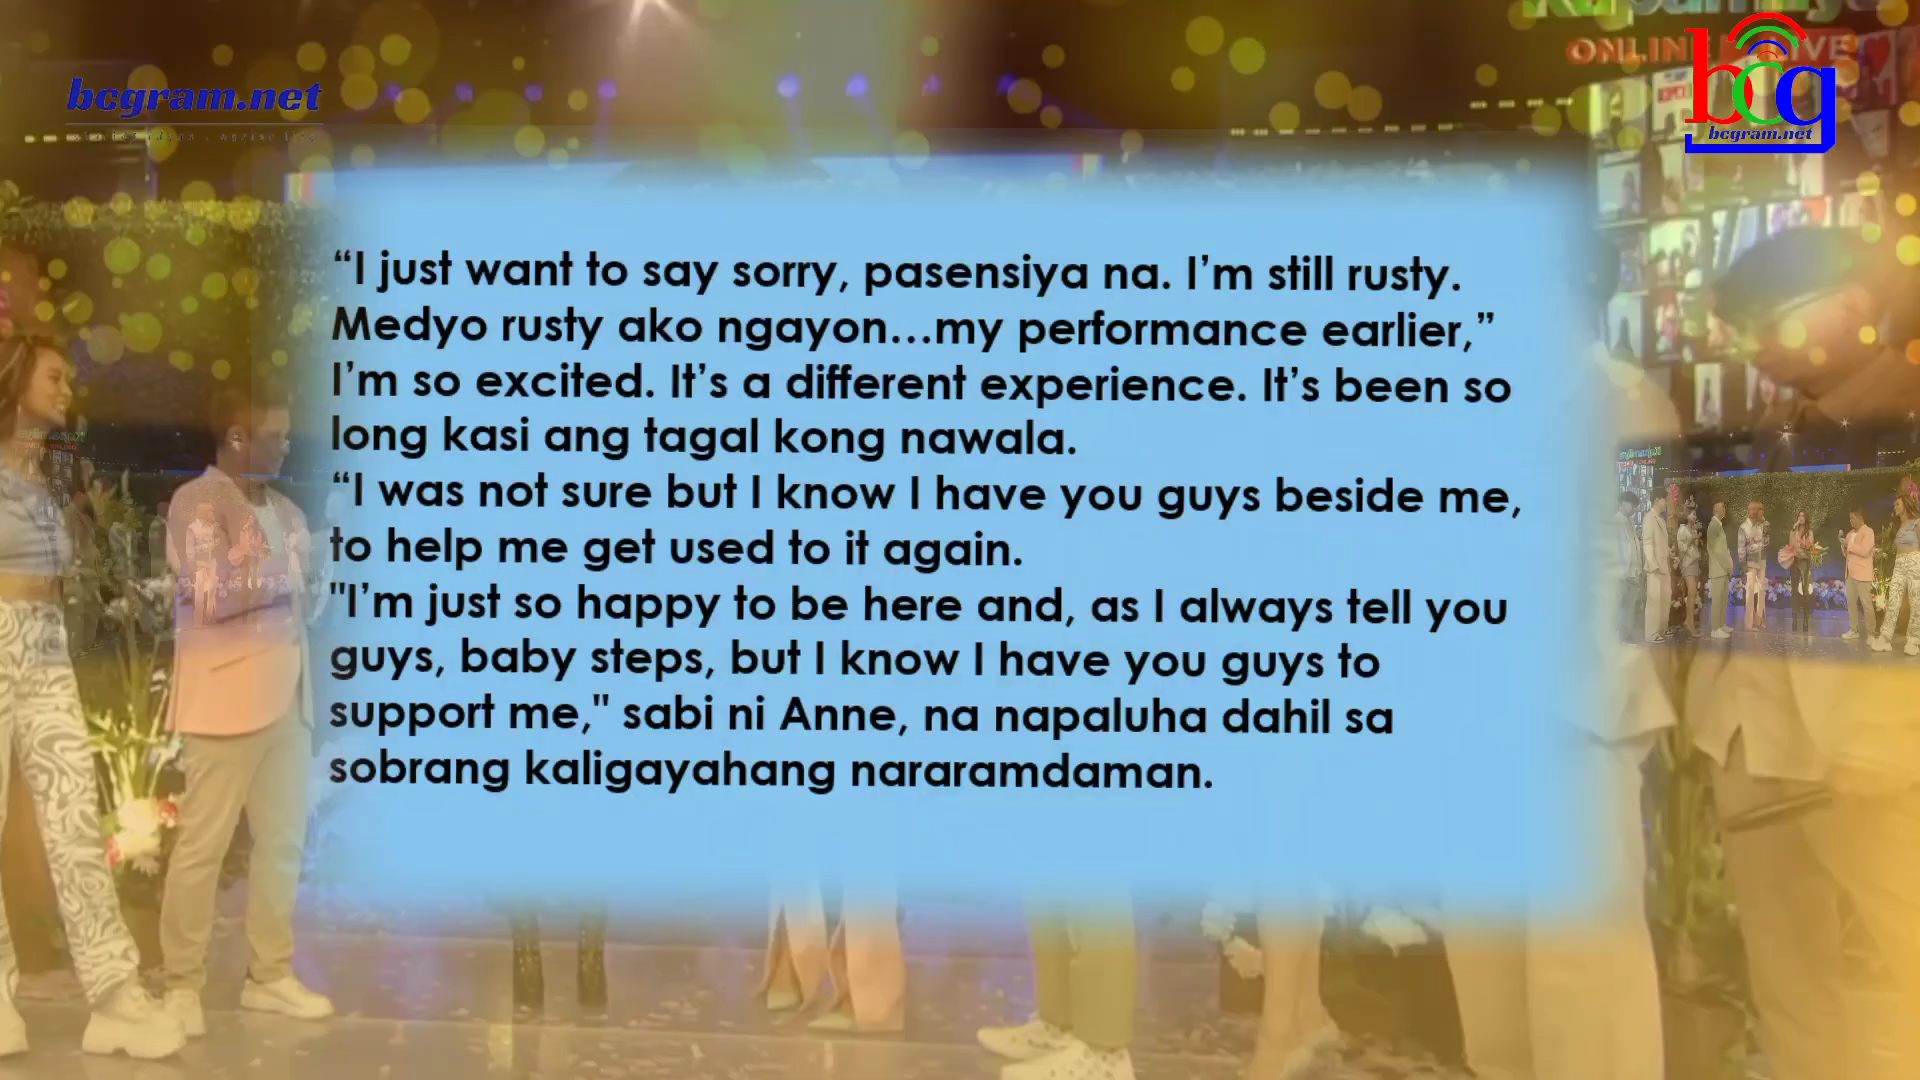 bcgram.net
ONLINE LIVE
bcg
bcgram.net
“I just want to say sorry, pasensiya na. I’m still rusty.
Medyo rusty ako ngayon...my performance earlier,”
I’m so excited. It’s a different experience. It’s been so
long kasi ang tagal kong nawala.
“I was not sure but I know I have you guys beside me,
to help me get used to it again.
"I’m just so happy to be here and, as I always tell you
guys, baby steps, but I know I have you guys to
support me," sabi ni Anne, na napaluha dahil sa
sobrang kaligayahang nararamdaman.